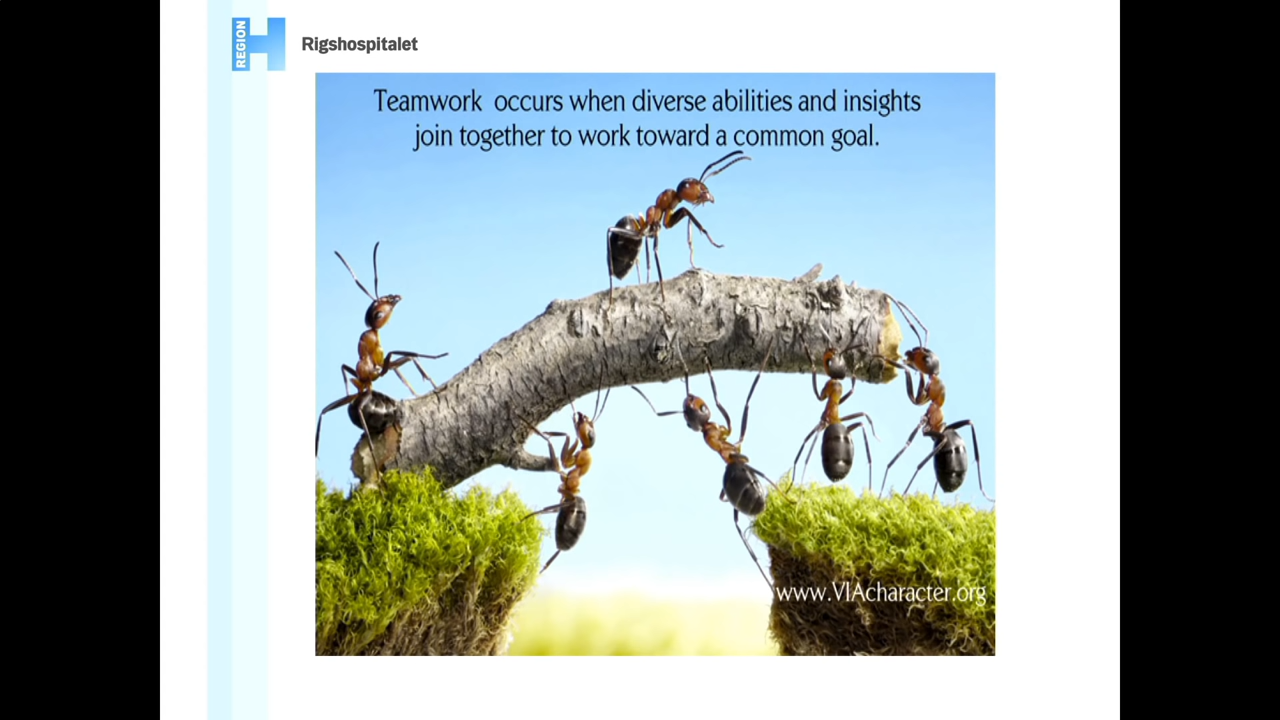 REGION
H
Rigshospitalet
Teamwork occurs when diverse abilities and insights
join together to work toward a common goal.
www.VIAcharacter.org